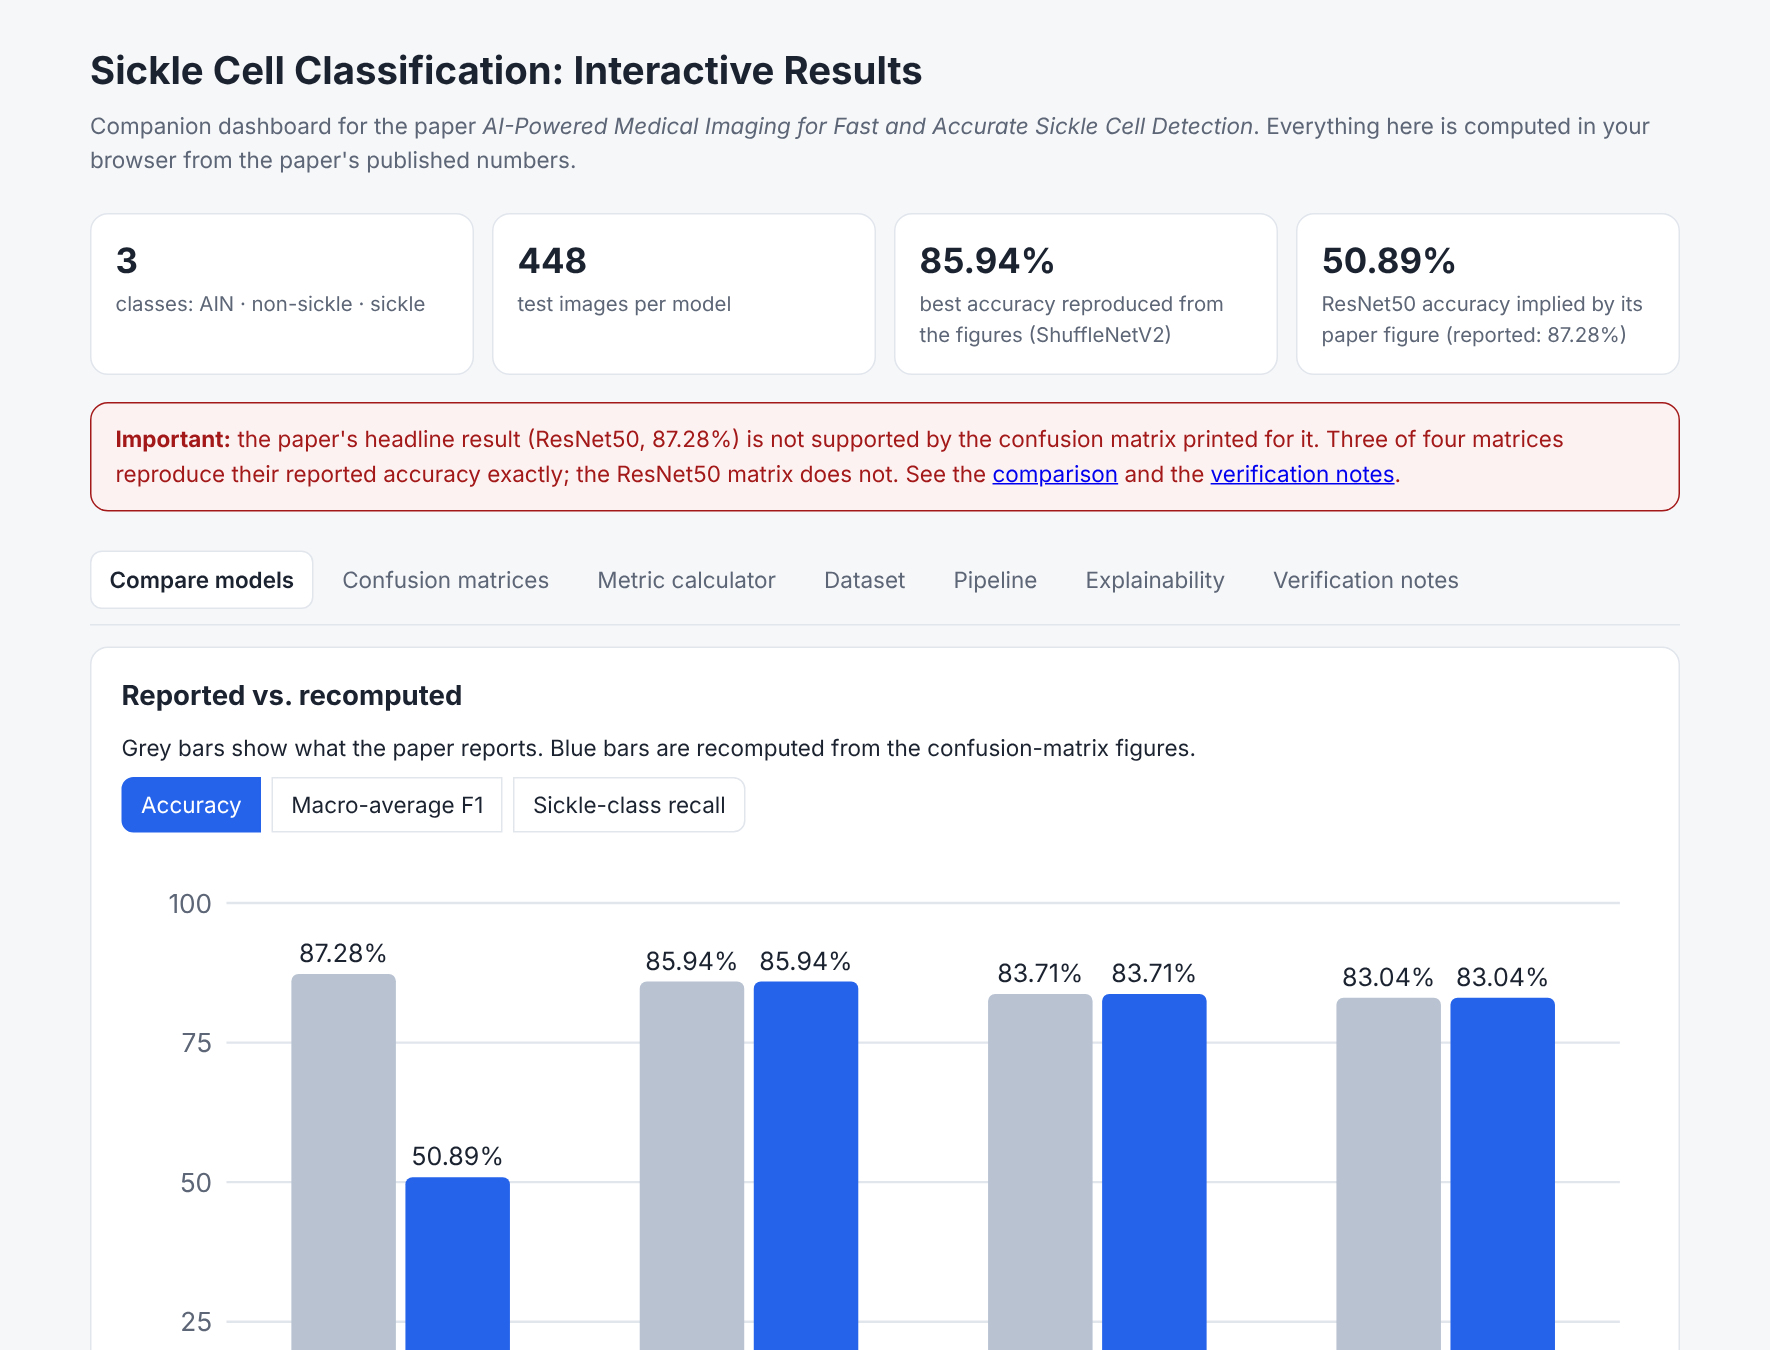 Sickle Cell Classification: Interactive Results
Companion dashboard for the paper AI-Powered Medical Imaging for Fast and Accurate Sickle Cell Detection. Everything here is computed in your
browser from the paper's published numbers.
3
classes: AIN · non-sickle · sickle
448
test images per model
85.94%
best accuracy reproduced from
the figures (ShuffleNetV2)
50.89%
ResNet50 accuracy implied by its
paper figure (reported: 87.28%)
Important: the paper's headline result (ResNet50, 87.28%) is not supported by the confusion matrix printed for it. Three of four matrices
reproduce their reported accuracy exactly; the ResNet50 matrix does not. See the comparison and the verification notes.
Compare models
Confusion matrices
Metric calculator
Dataset
Pipeline
Explainability
Verification notes
Reported vs. recomputed
Grey bars show what the paper reports. Blue bars are recomputed from the confusion-matrix figures.
Accuracy
Macro-average F1
Sickle-class recall
100
87.28%
85.94%
85.94%
83.71%
83.71%
83.04%
83.04%
75
50.89%
50
25